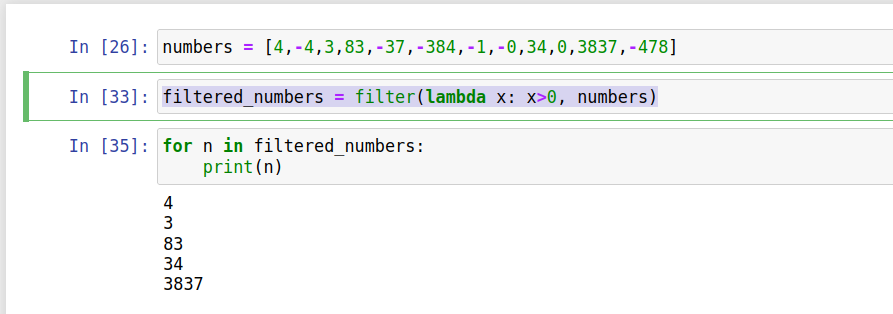 In [26]: numbers = [4,-4,3,83,-37,-384,-1,-0,34,0,3837,-478]
In [33]: filtered_numbers = filter(lambda x: x>0, numbers)
In [35]: for n in filtered_numbers:
    print(n)
4
3
83
34
3837